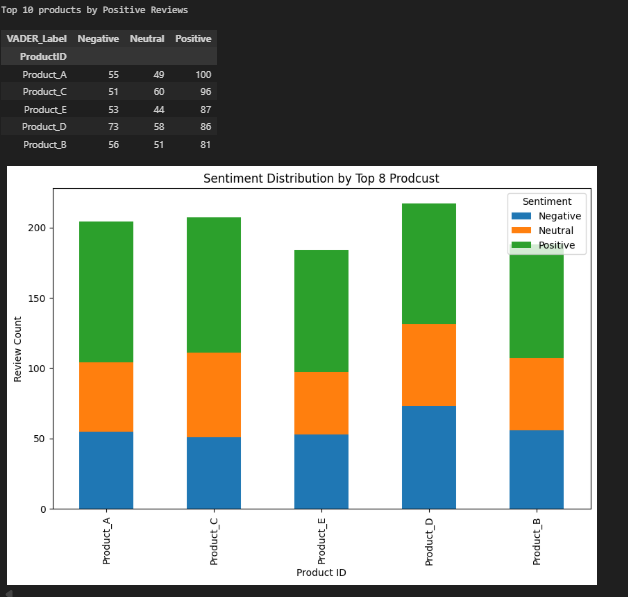 Top 10 products by Positive Reviews
VADER_Label Negative Neutral Positive
ProductID
Product_A 55 49 100
Product_C 51 60 96
Product_E 53 44 87
Product_D 73 58 86
Product_B 56 51 81
Sentiment Distribution by Top 8 Prodcust
Sentiment
Negative
Neutral
Positive
Review Count
200
150
100
50
0
Product_A
Product_C
Product_E
Product_D
Product_B
Product ID